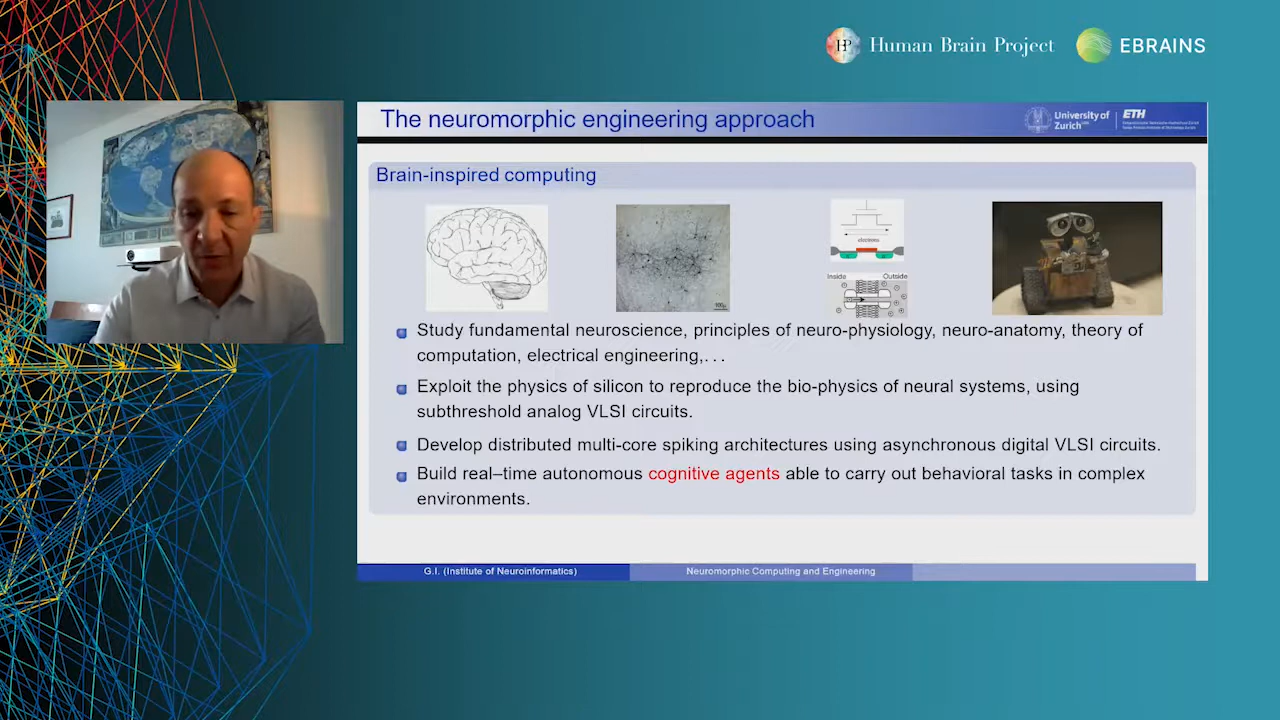 HP Human Brain Project
EBRAINS
The neuromorphic engineering approach
University of
Zurich
ETH
Brain-inspired computing
electrons
Inside Outside
Study fundamental neuroscience, principles of neuro-physiology, neuro-anatomy, theory of
computation, electrical engineering,. . .
Exploit the physics of silicon to reproduce the bio-physics of neural systems, using
subthreshold analog VLSI circuits.
Develop distributed multi-core spiking architectures using asynchronous digital VLSI circuits.
Build real–time autonomous cognitive agents able to carry out behavioral tasks in complex
environments.
G.I. (Institute of Neuroinformatics)
Neuromorphic Computing and Engineering